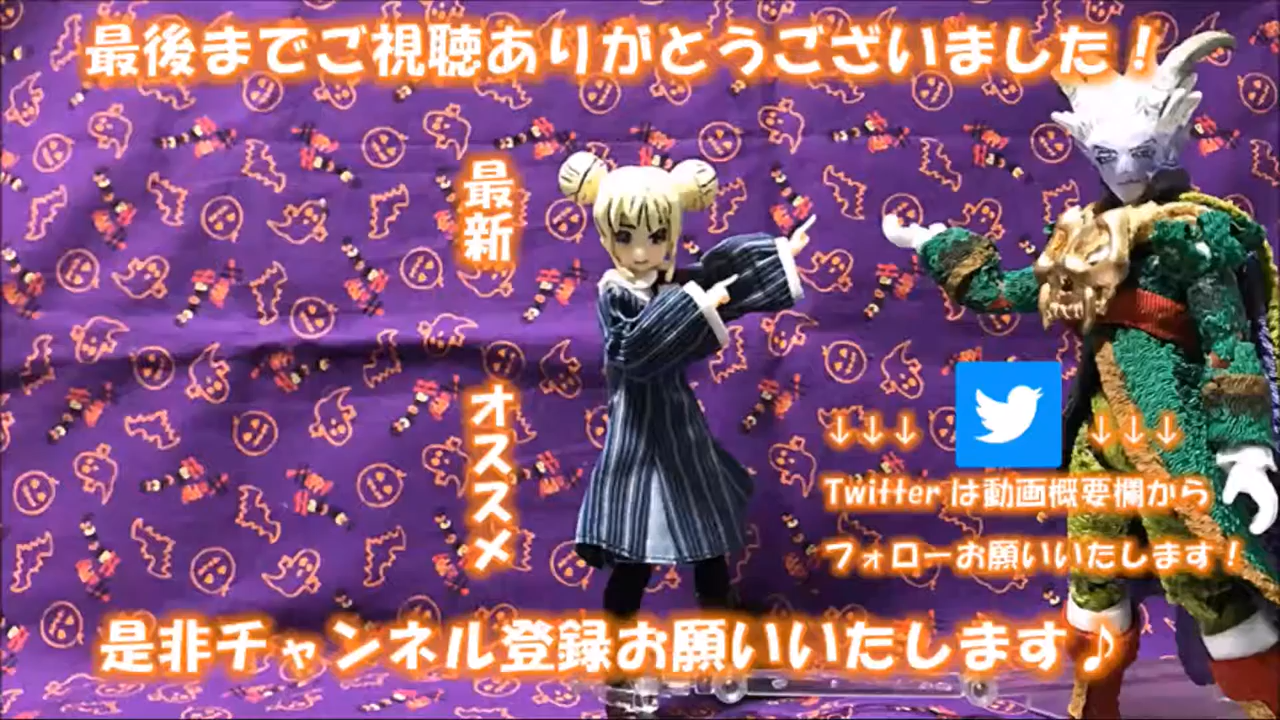 最後までご視聴ありがとうございました！
最新
オススメ
↓↓↓ ↓↓↓
Twitterは動画概要欄から
フォローお願いいたします！
是非チャンネル登録お願いいたします♪